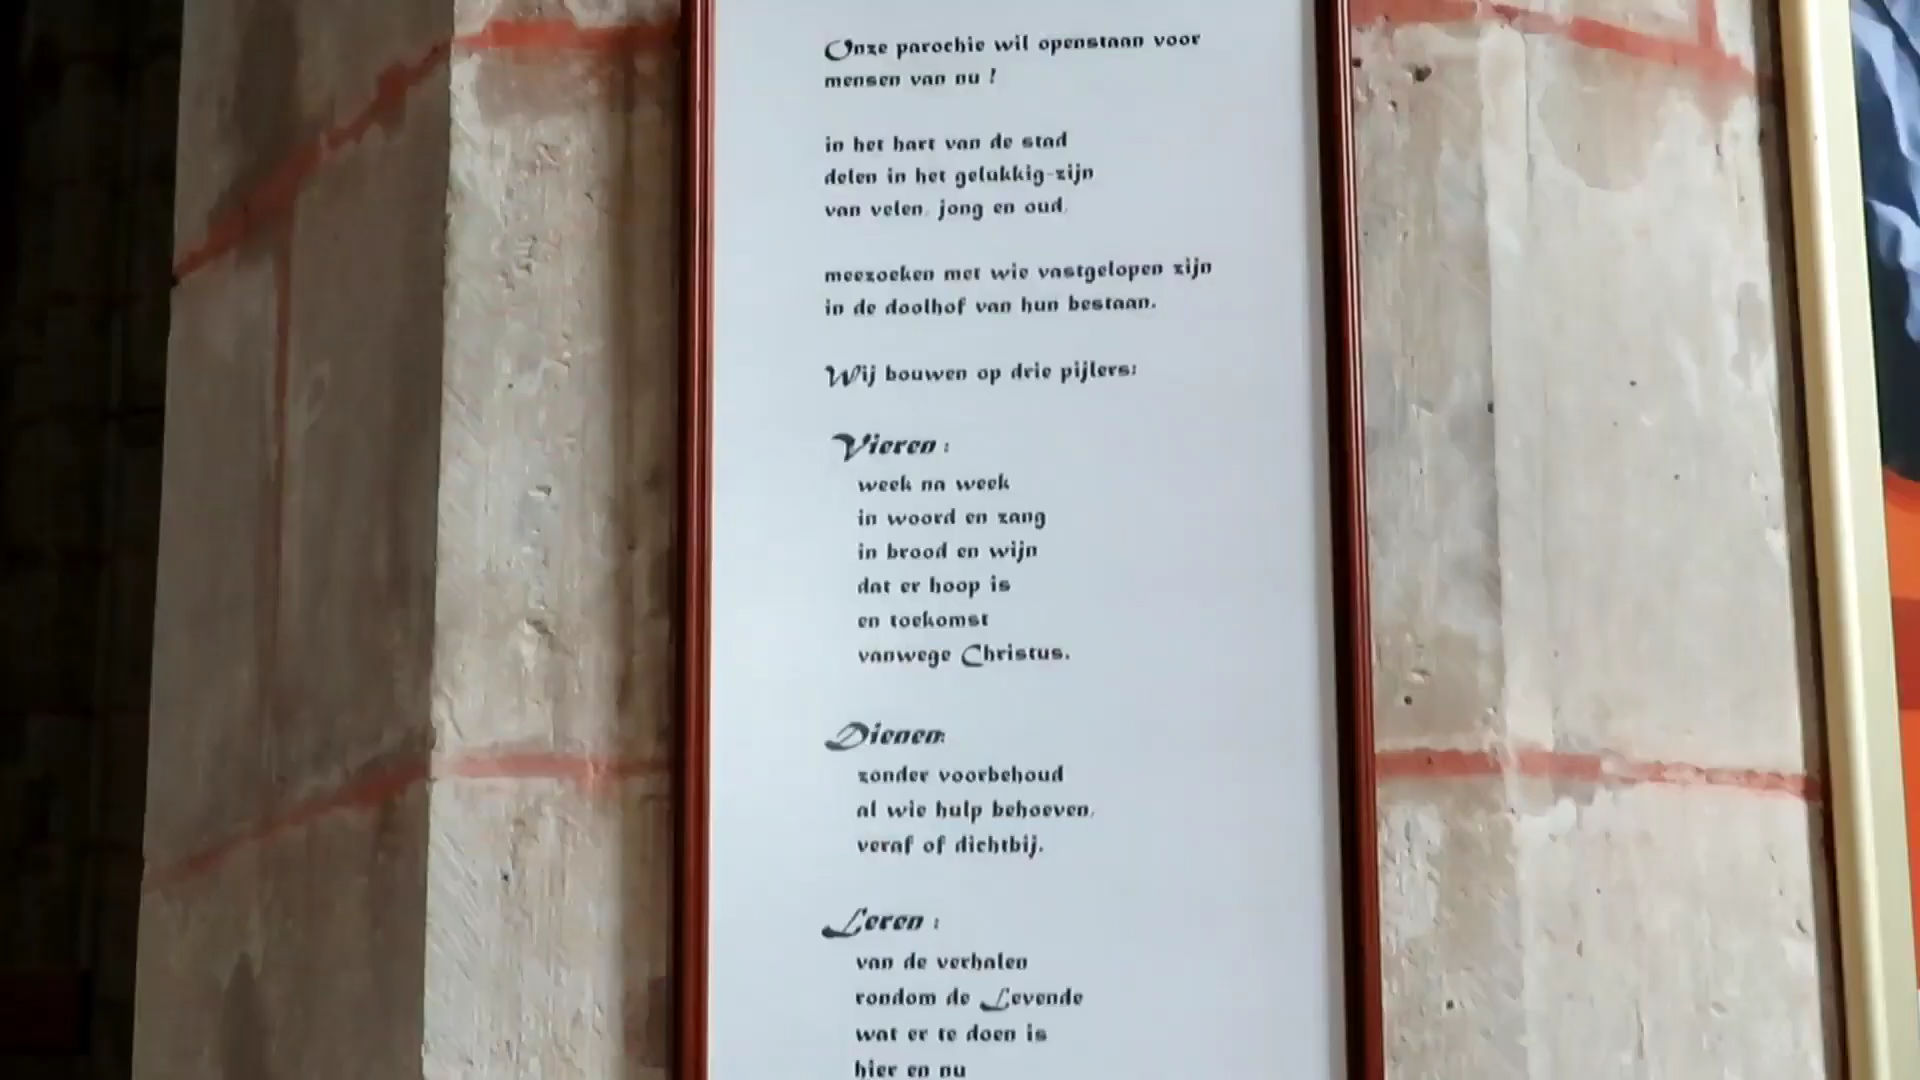 Onze parochie wil openstaan voor
mensen van nu !
in het hart van de stad
delen in het gelukkig-zijn
van velen, jong en oud,
meezoeken met wie vastgelopen zijn
in de doolhof van hun bestaan.
Wij bouwen op drie pijlers:
Vieren :
week na week
in woord en zang
in brood en wijn
dat er hoop is
en toekomst
vanwege Christus.
Dienen:
zonder voorbehoud
al wie hulp behoeven,
veraf of dichtbij.
Leren :
van de verhalen
rondom de Levende
wat er te doen is
hier en nu